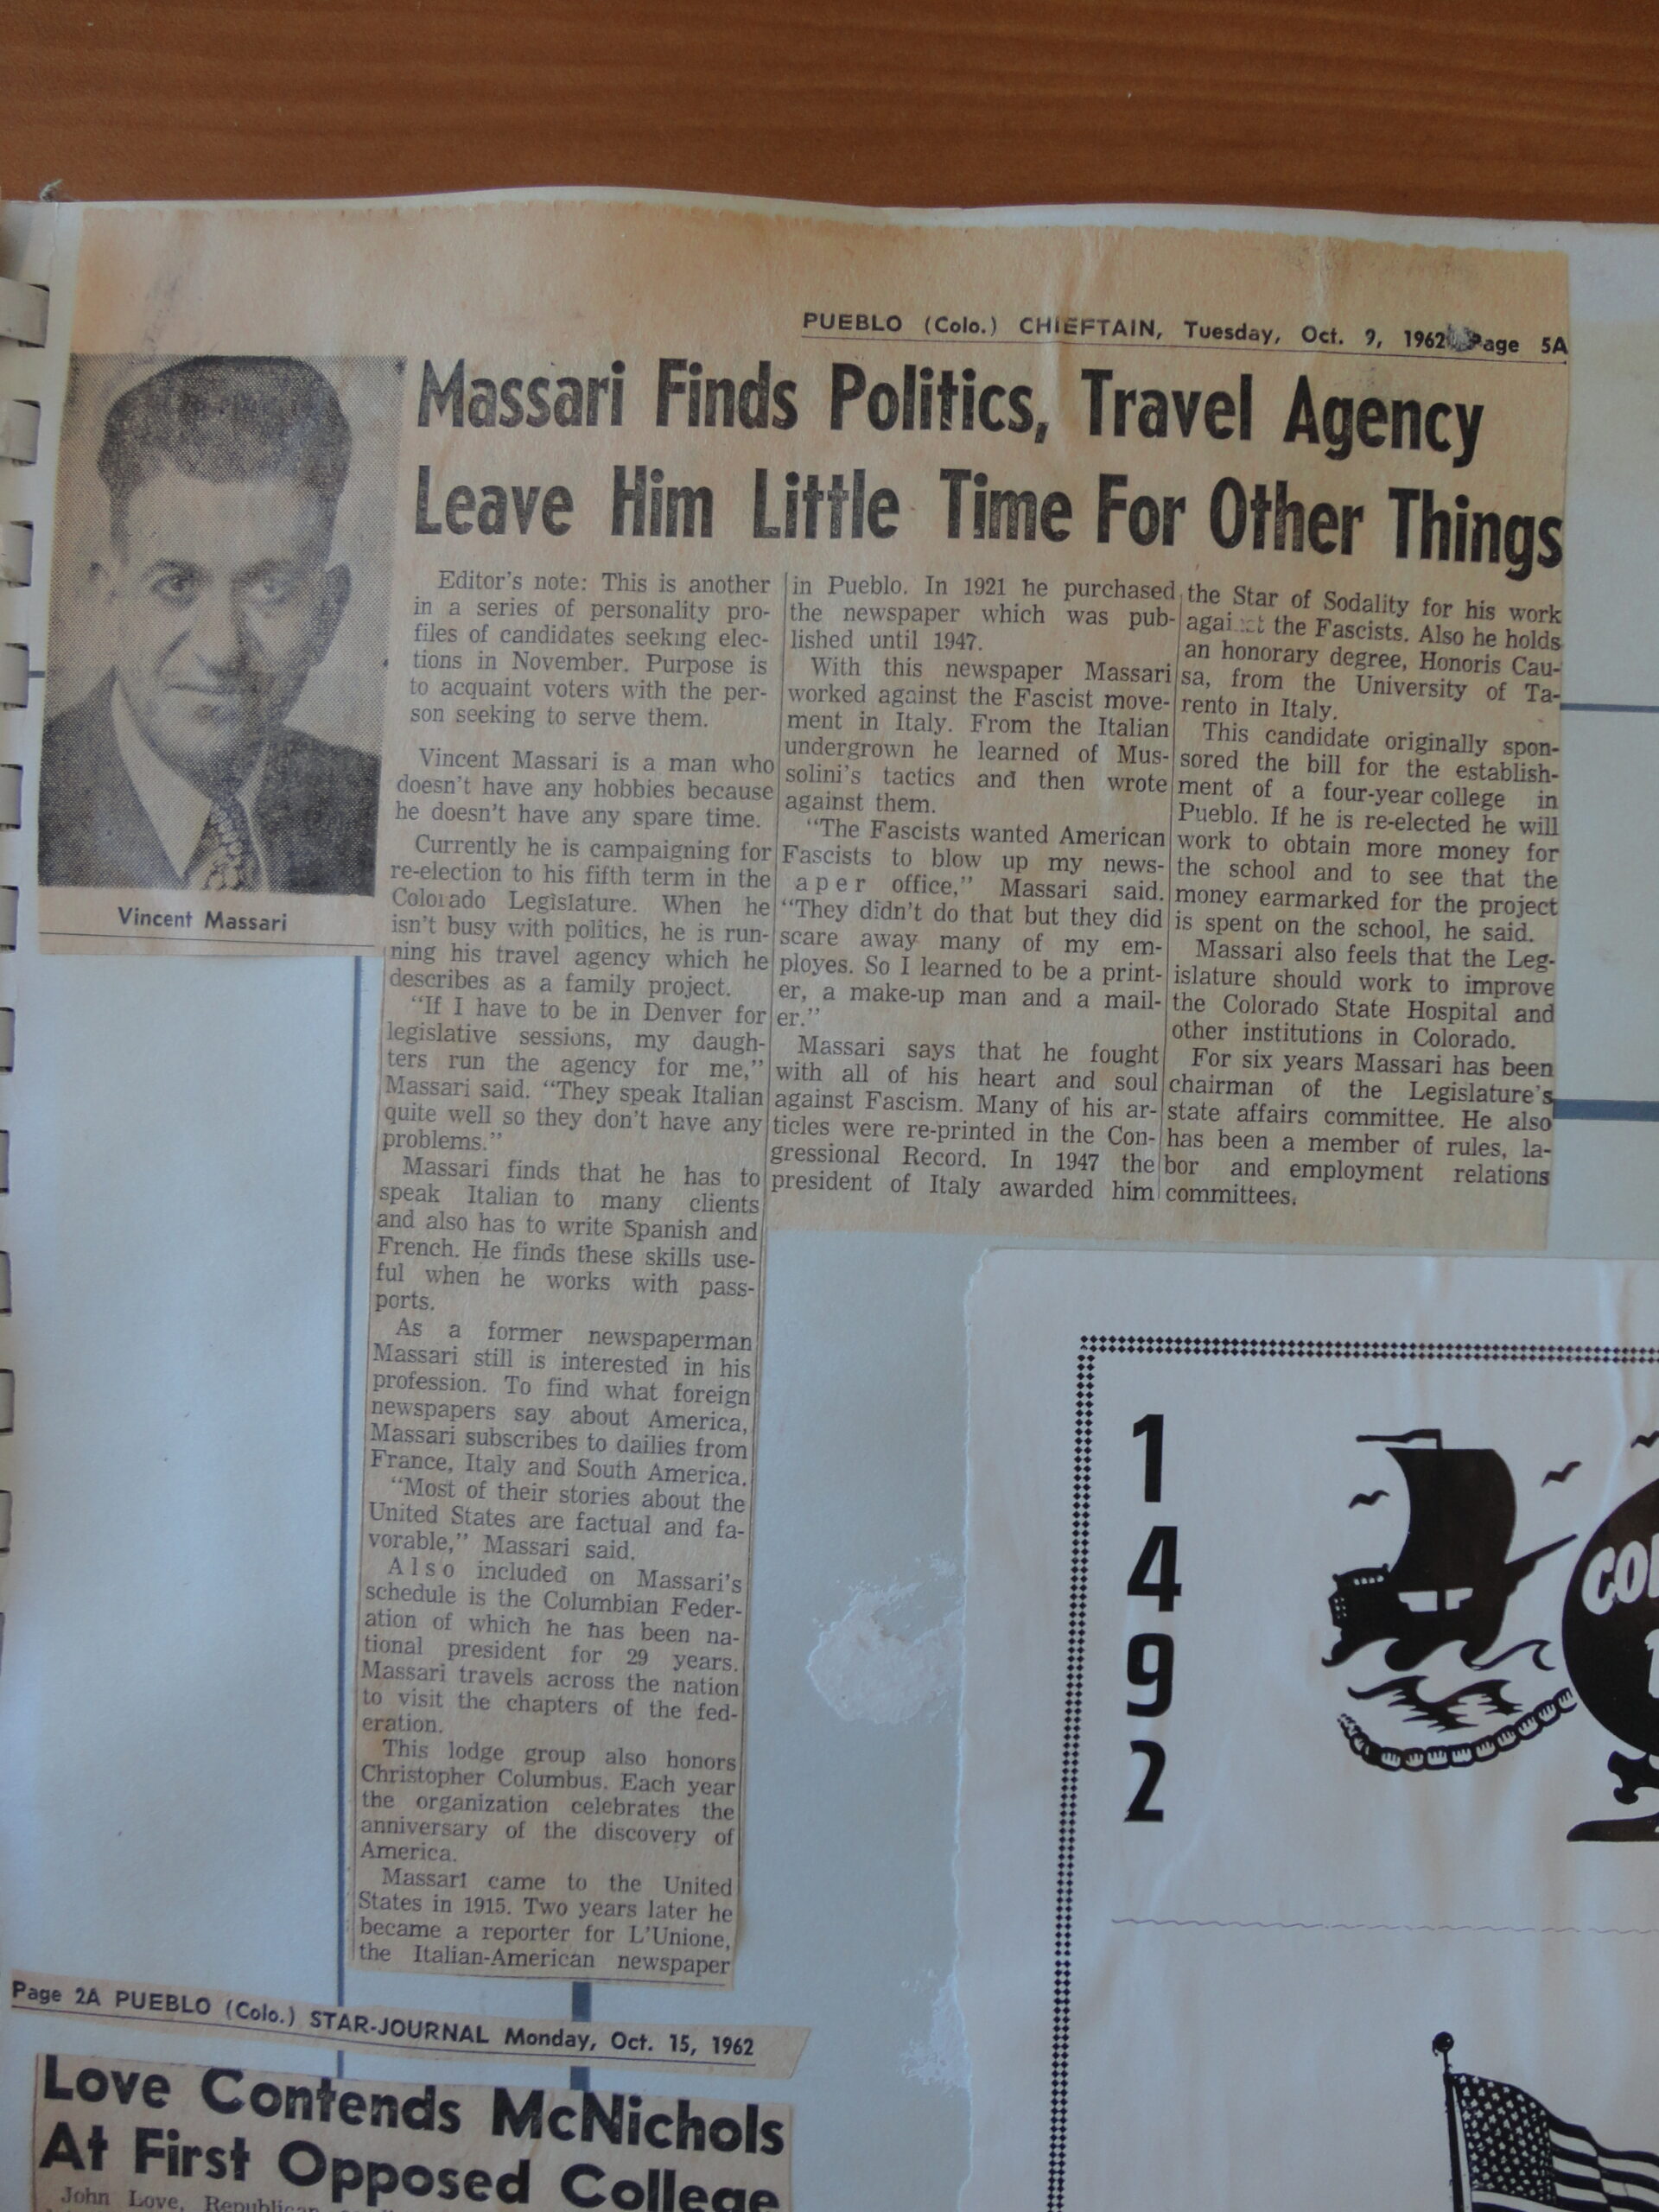 PUEBLO (Colo.) CHIEFTAIN, Tuesday, Oct. 9, 1962 Page 5A
Massari Finds Politics, Travel Agency
Leave Him Little Time For Other Things
Vincent Massari
Editor's note: This is another
in a series of personality pro-
files of candidates seeking elec-
tions in November. Purpose is
to acquaint voters with the per-
son seeking to serve them.
Vincent Massari is a man who
doesn't have any hobbies because
he doesn't have any spare time.
Currently he is campaigning for
re-election to his fifth term in the
Colorado Legislature. When he
isn't busy with politics, he is run-
ning his travel agency which he
describes as a family project.
"If I have to be in Denver for
legislative sessions, my daugh-
ters run the agency for me,"
Massari said. "They speak Italian
quite well so they don't have any
problems."
Massari finds that he has to
speak Italian to many clients
and also has to write Spanish and
French. He finds these skills use-
ful when he works with pass-
ports.
As a former newspaperman
Massari still is interested in his
profession. To find what foreign
newspapers say about America,
Massari subscribes to dailies from
France, Italy and South America.
"Most of their stories about the
United States are factual and fa-
vorable," Massari said.
Also included on Massari's
schedule is the Columbian Feder-
ation of which he has been na-
tional president for 29 years.
Massari travels across the nation
to visit the chapters of the fed-
eration.
This lodge group also honors
Christopher Columbus. Each year
the organization celebrates the
anniversary of the discovery of
America.
Massari came to the United
States in 1915. Two years later he
became a reporter for L'Unione,
the Italian-American newspaper
in Pueblo. In 1921 he purchased
the newspaper which was pub-
lished until 1947.
With this newspaper Massari
worked against the Fascist move-
ment in Italy. From the Italian
undergrown he learned of Mus-
solini's tactics and then wrote
against them.
"The Fascists wanted American
Fascists to blow up my news-
aper office," Massari said.
"They didn't do that but they did
scare away many of my em-
ployes. So I learned to be a print-
er, a make-up man and a mail-
er."
Massari says that he fought
with all of his heart and soul
against Fascism. Many of his ar-
ticles were re-printed in the Con-
gressional Record. In 1947 the
president of Italy awarded him
the Star of Sodality for his work
against the Fascists. Also he holds
an honorary degree, Honoris Cau-
sa, from the University of Ta-
rento in Italy.
This candidate originally spon-
sored the bill for the establish-
ment of a four-year college in
Pueblo. If he is re-elected he will
work to obtain more money for
the school and to see that the
money earmarked for the project
is spent on the school, he said.
Massari also feels that the Leg-
islature should work to improve
the Colorado State Hospital and
other institutions in Colorado.
For six years Massari has been
chairman of the Legislature's
state affairs committee. He also
has been a member of rules, la-
bor and employment relations
committees.
1
4
9
2
COL
Page 2A PUEBLO (Colo.) STAR-JOURNAL Monday, Oct. 15, 1962
Love Contends McNichols
At First Opposed College
John Love, Republican